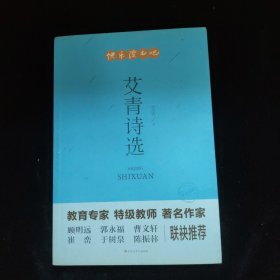 快乐读书吧
艾青诗选
SHIXUAN
教育专家 特级教师 著名作家
顾明远 郭永福 曹文轩
崔峦 于树泉 陈振林
联袂推荐